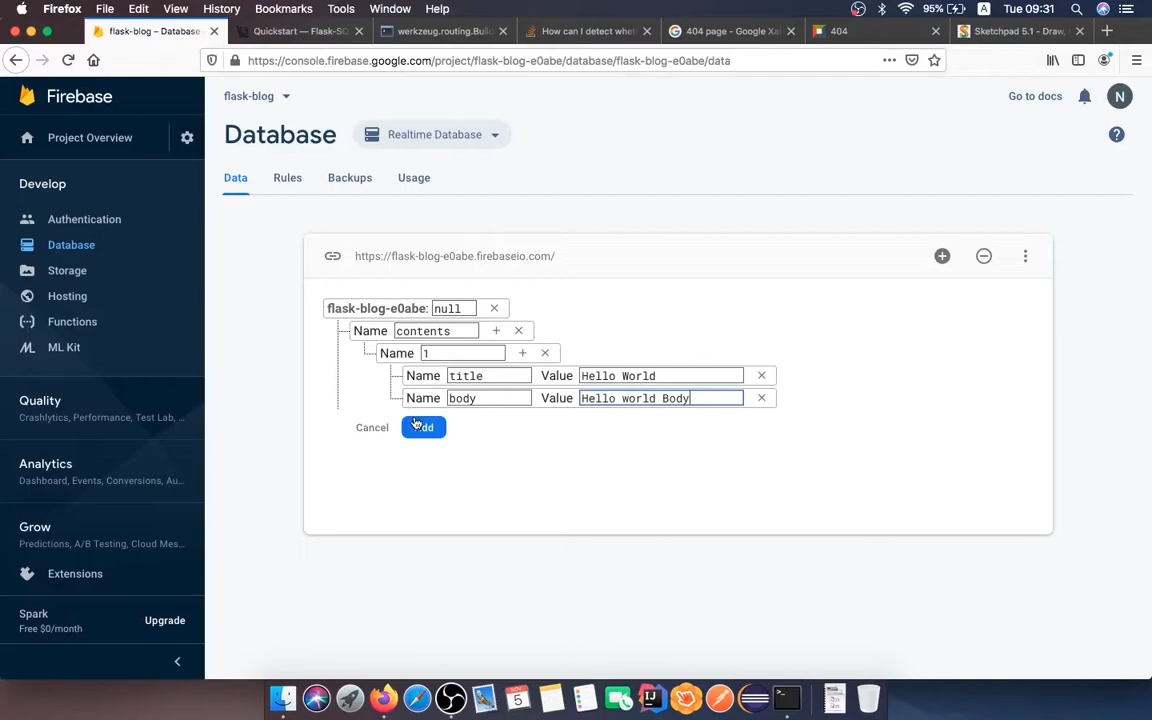 Firefox File Edit View History Bookmarks Tools Window Help 95% A Tue 09:31
flask-blog – Database Quickstart — Flask-SQ werkzeug.routing.Buil How can I detect whet 404 page - Google Xa 404 Sketchpad 5.1 - Draw,
https://console.firebase.google.com/project/flask-blog-e0abe/database/flask-blog-e0abe/data
Firebase
flask-blog
Go to docs
N
Project Overview
Database
Realtime Database
Develop
Data Rules Backups Usage
Authentication
Database
Storage
Hosting
Functions
ML Kit
https://flask-blog-e0abe.firebaseio.com/
flask-blog-e0abe: null
Name contents
Name 1
Name title Value Hello World
Name body Value Hello world Body
Cancel
Quality
Crashlytics, Performance, Test Lab, ...
Analytics
Dashboard, Events, Conversions, Au...
Grow
Predictions, A/B Testing, Cloud Mes...
Extensions
Spark
Free $0/month
Upgrade
NOV
5